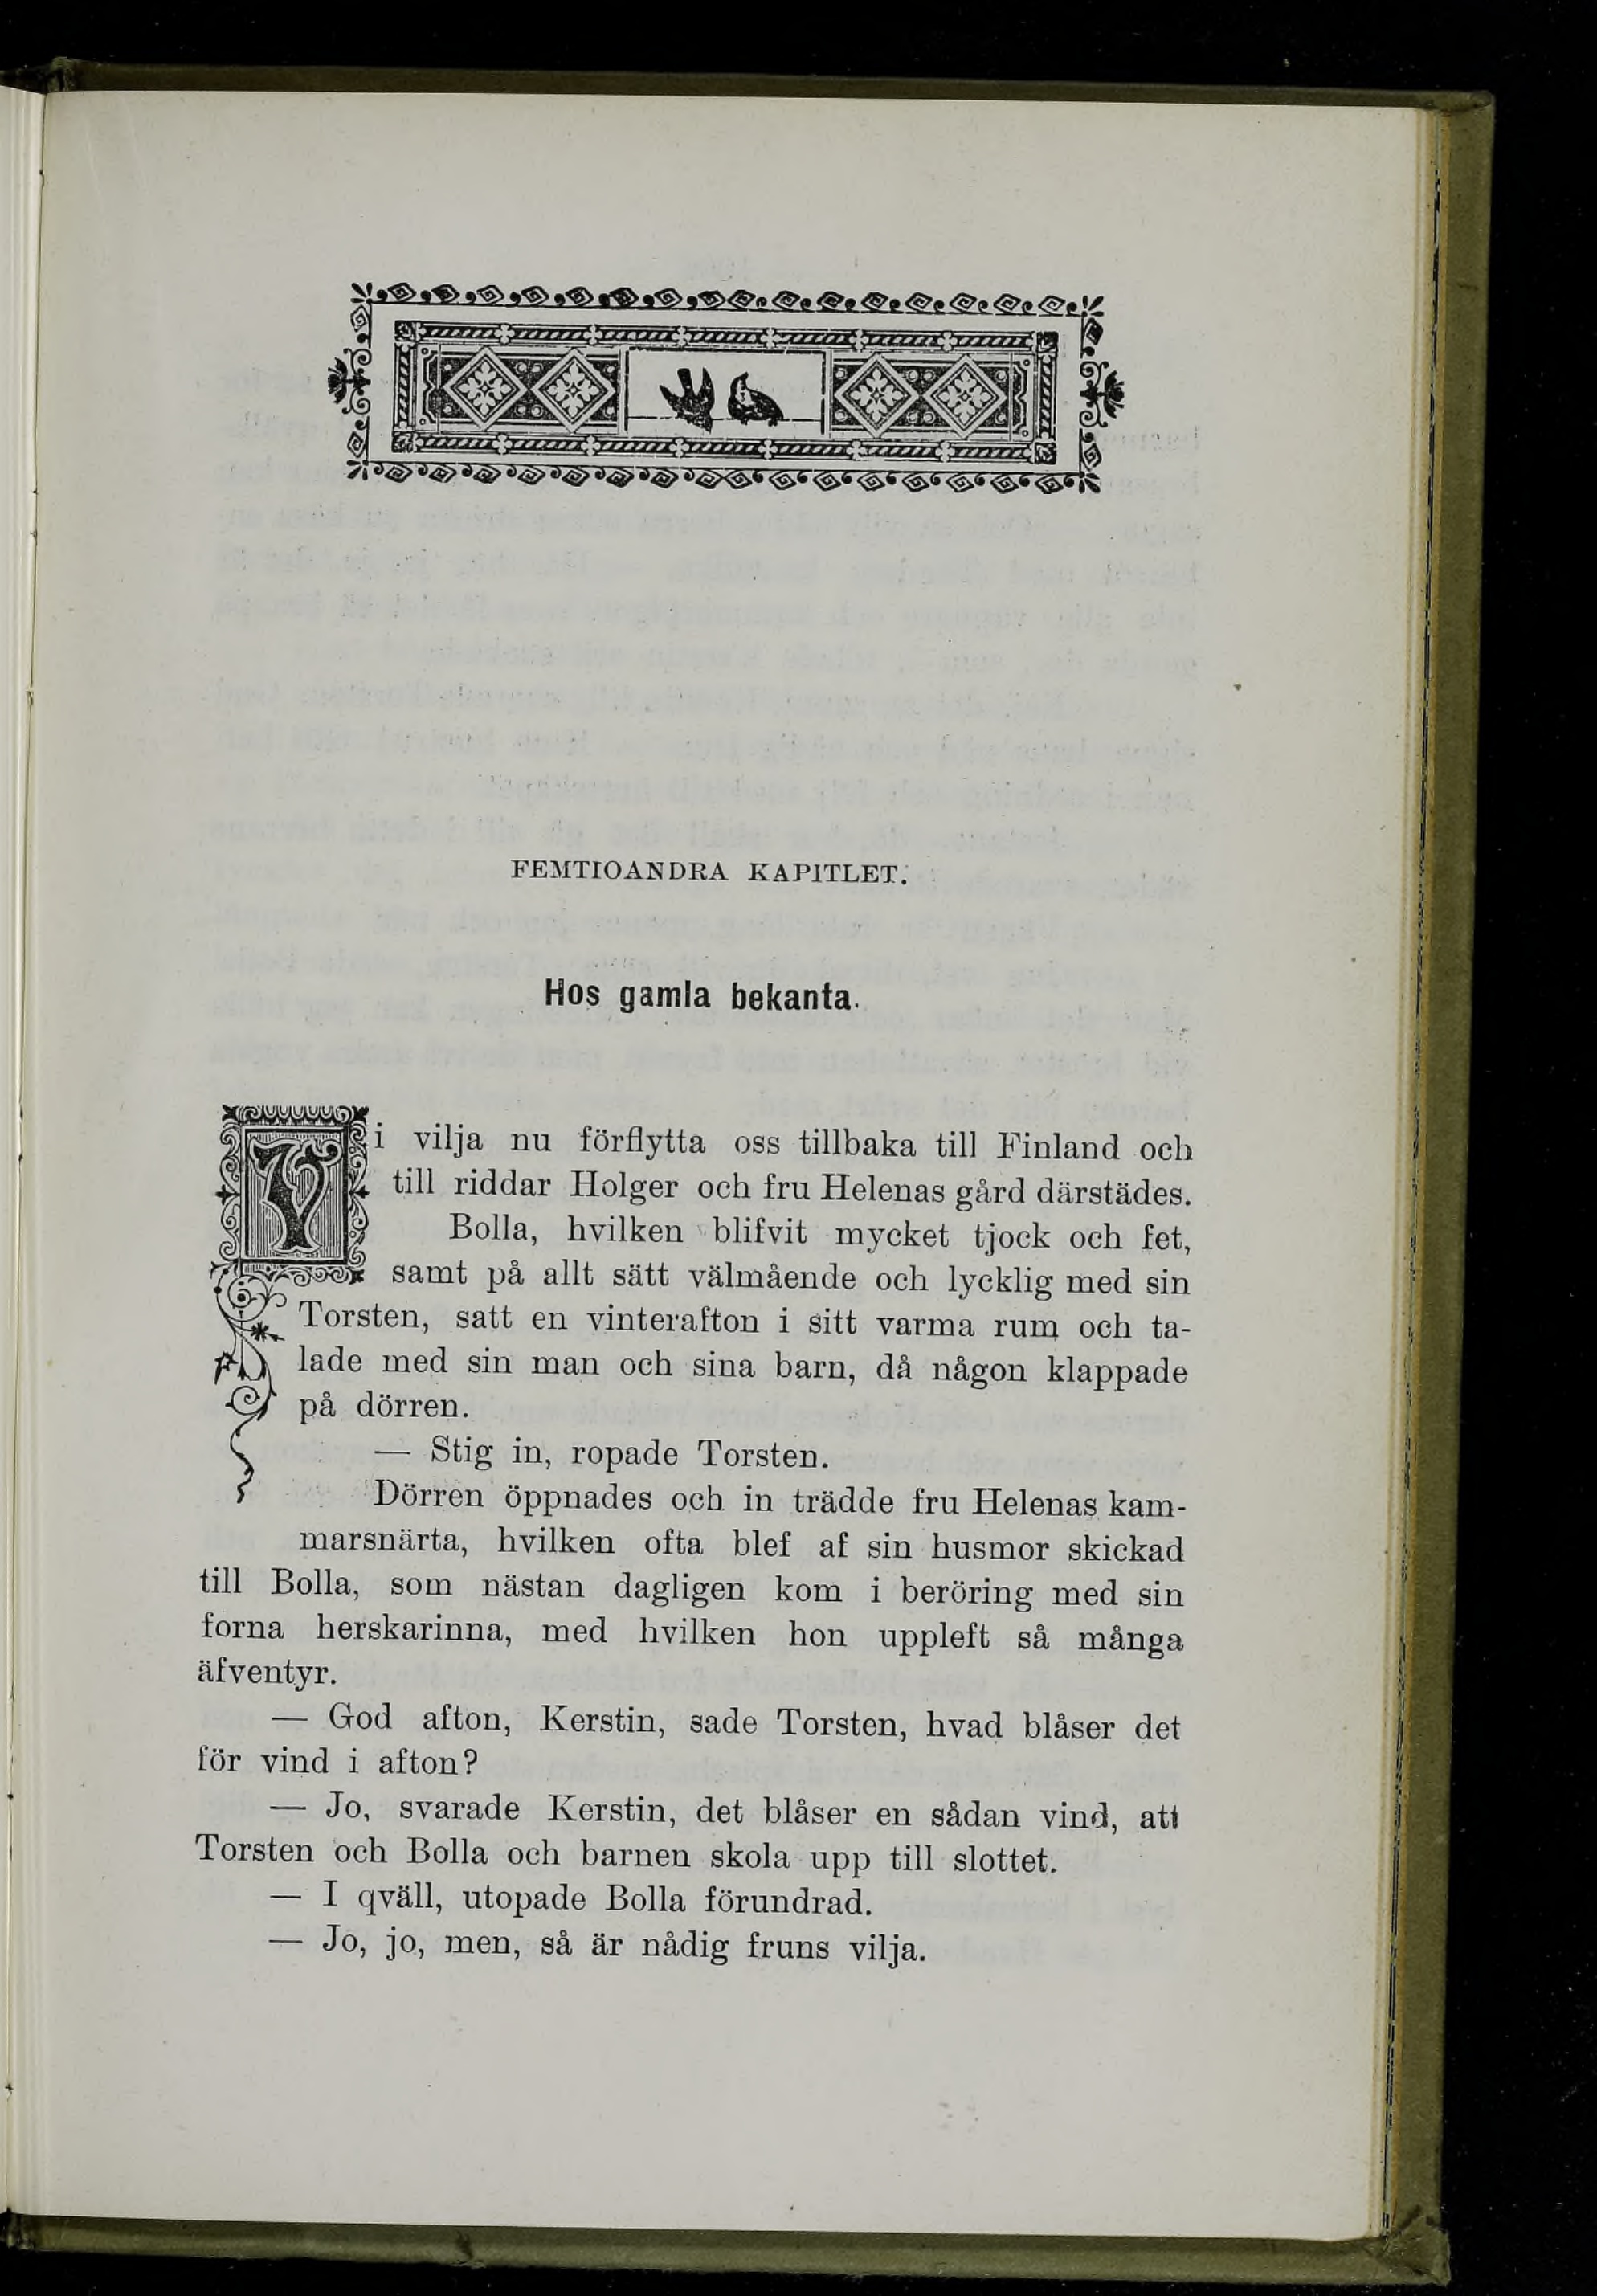 FEMTIOANDRA KAPITLET.
Hos gamla bekanta.
Vi vilja nu förflytta oss tillbaka till Finland och
till riddar Holger och fru Helenas gård därstädes.
Bolla, hvilken blifvit mycket tjock och fet,
samt på allt sätt välmående och lycklig med sin
Torsten, satt en vinterafton i sitt varma rum och ta-
lade med sin man och sina barn, då någon klappade
på dörren.
— Stig in, ropade Torsten.
Dörren öppnades och in trädde fru Helenas kam-
marsnärta, hvilken ofta blef af sin husmor skickad
till Bolla, som nästan dagligen kom i beröring med sin
forna herskarinna, med hvilken hon uppleft så många
äfventyr.
— God afton, Kerstin, sade Torsten, hvad blåser det
för vind i afton?
— Jo, svarade Kerstin, det blåser en sådan vind, att
Torsten och Bolla och barnen skola upp till slottet.
— I qväll, utopade Bolla förundrad.
— Jo, jo, men, så är nådig fruns vilja.